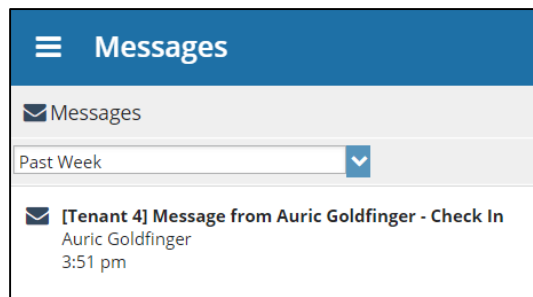 Messages
Messages
Past Week
[Tenant 4] Message from Auric Goldfinger - Check In
Auric Goldfinger
3:51 pm